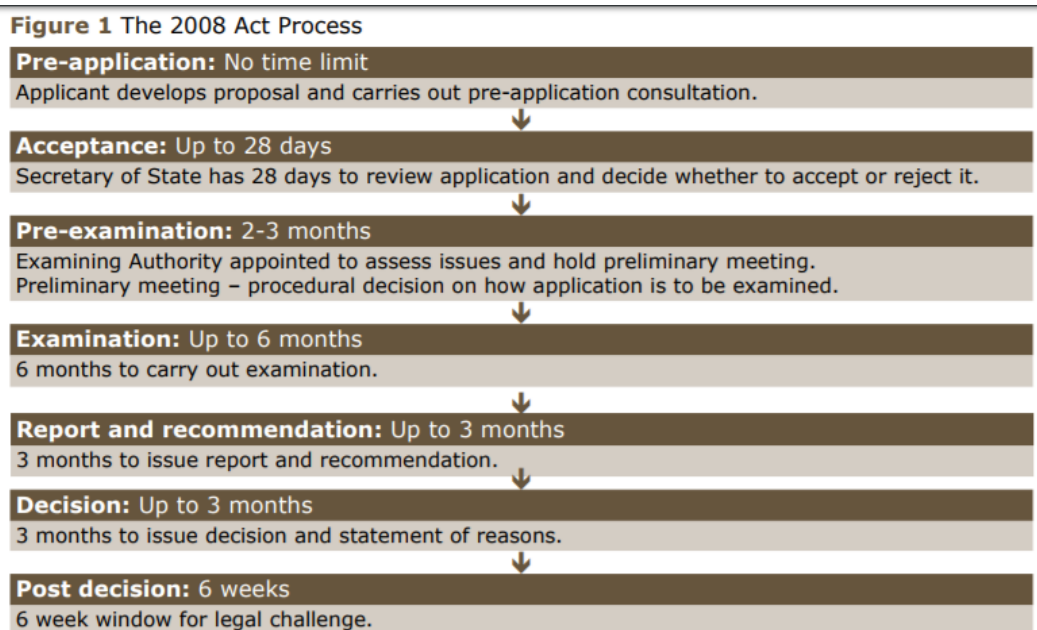 Figure 1 The 2008 Act Process
Pre-application: No time limit
Applicant develops proposal and carries out pre-application consultation.
Acceptance: Up to 28 days
Secretary of State has 28 days to review application and decide whether to accept or reject it.
Pre-examination: 2-3 months
Examining Authority appointed to assess issues and hold preliminary meeting.
Preliminary meeting – procedural decision on how application is to be examined.
Examination: Up to 6 months
6 months to carry out examination.
Report and recommendation: Up to 3 months
3 months to issue report and recommendation.
Decision: Up to 3 months
3 months to issue decision and statement of reasons.
Post decision: 6 weeks
6 week window for legal challenge.